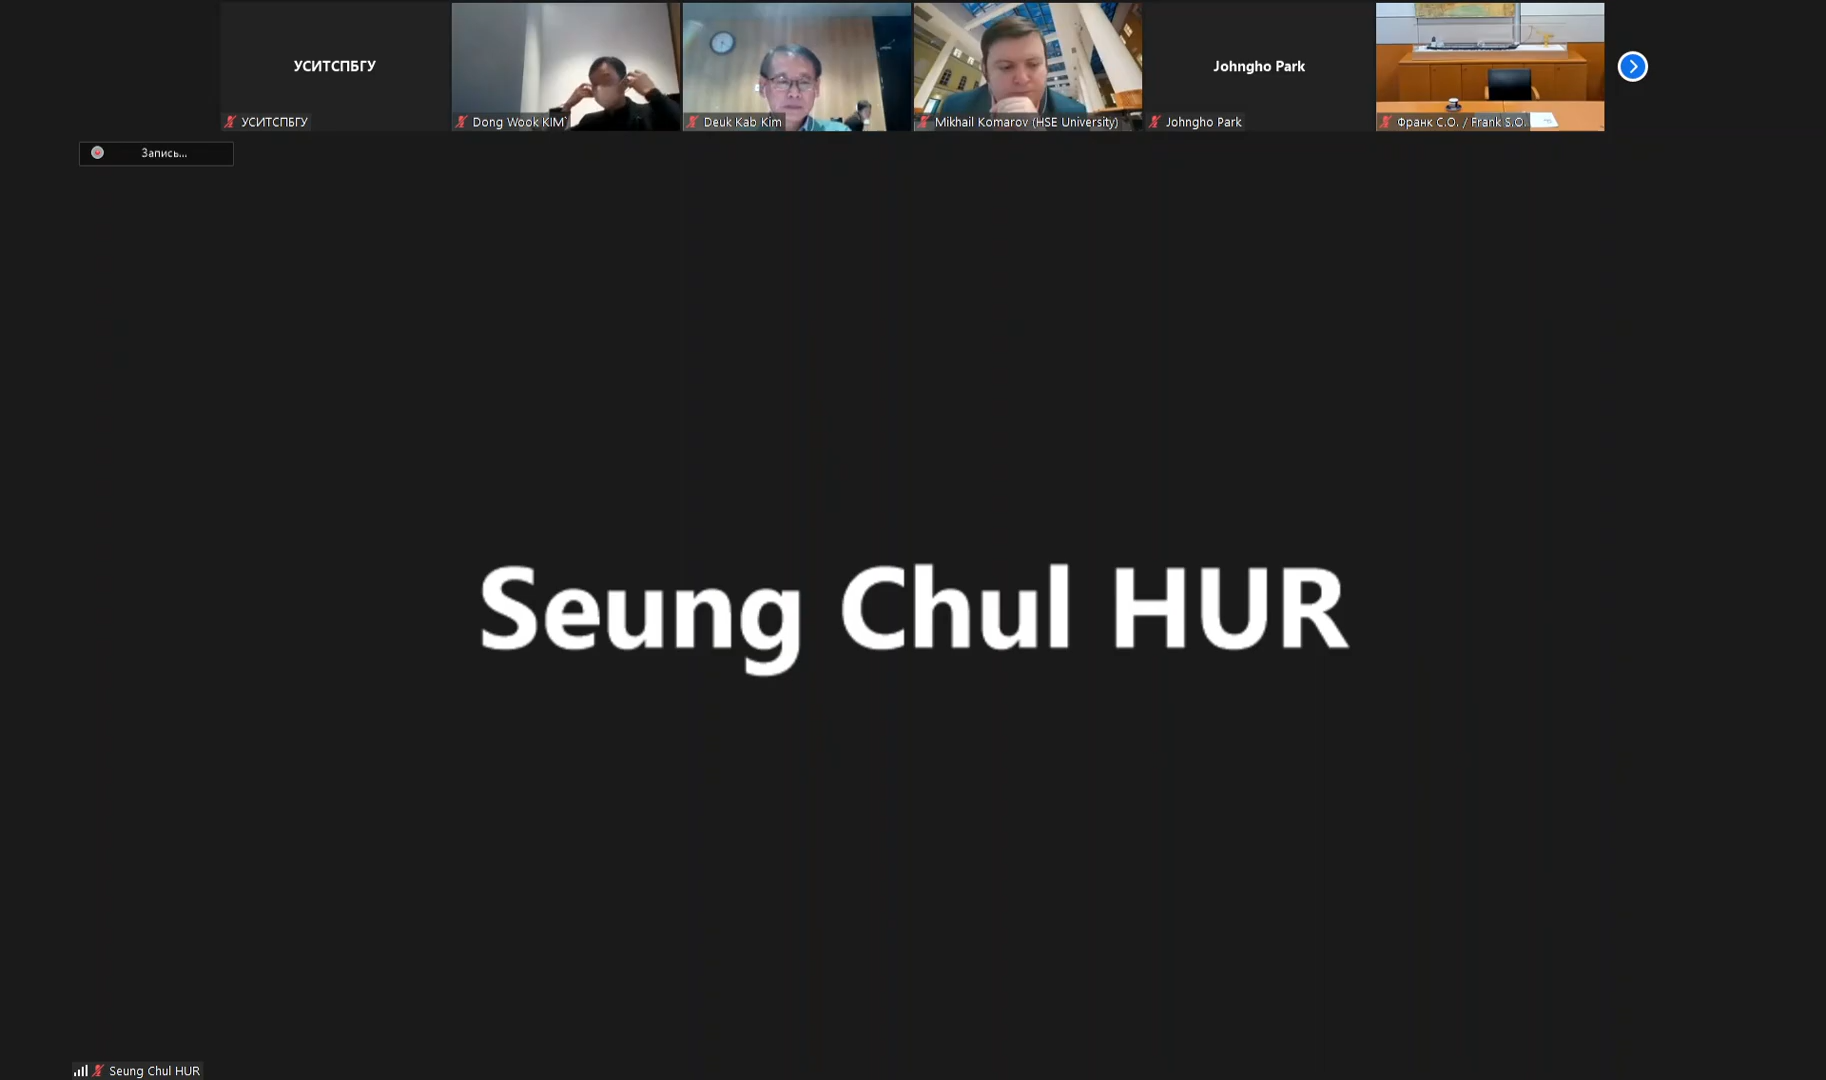 УСИТСПБГУ
Johngho Park
УСИТСПБГУ
Dong Wook KIM`
Deuk Kab Kim
Mikhail Komarov (HSE University)
Johngho Park
Франк С.О. / Frank S.O.
Запись...
Seung Chul HUR
Seung Chul HUR